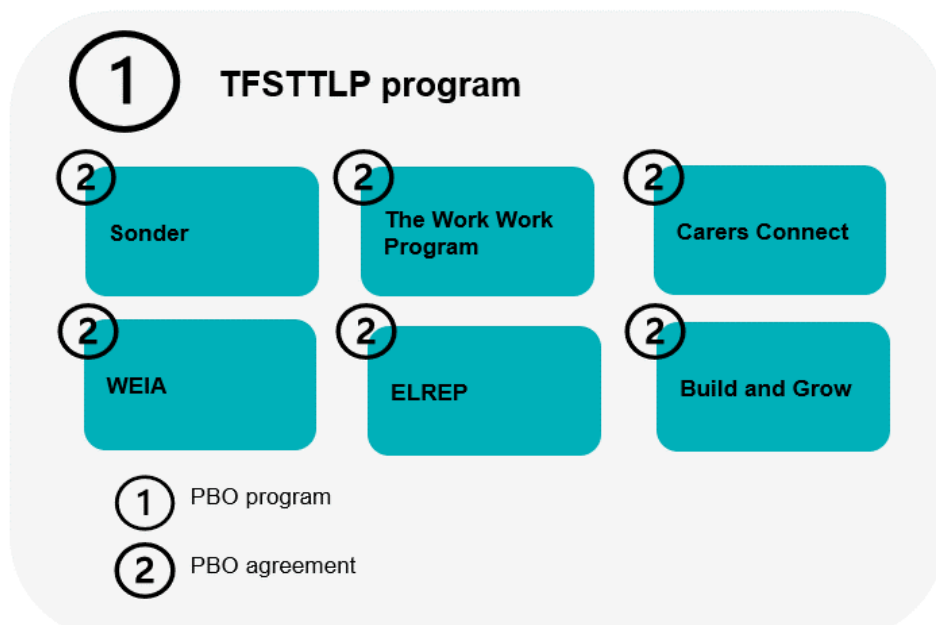 1
TFSTTLP program
2
Sonder
2
The Work Work
Program
2
Carers Connect
2
WEIA
2
ELREP
2
Build and Grow
1 PBO program
2 PBO agreement